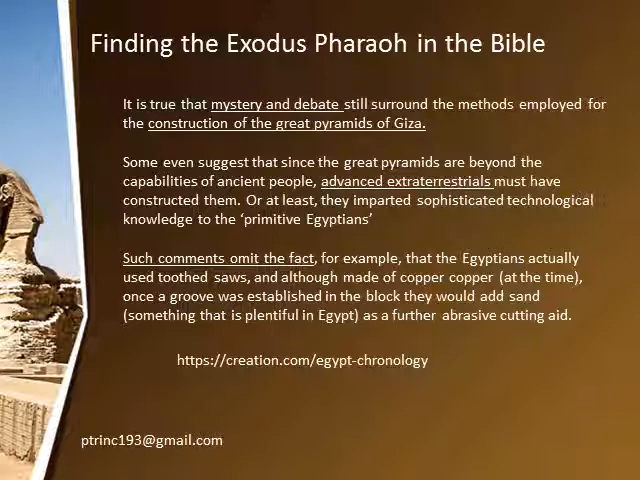 Finding the Exodus Pharaoh in the Bible
It is true that mystery and debate still surround the methods employed for
the construction of the great pyramids of Giza.
Some even suggest that since the great pyramids are beyond the
capabilities of ancient people, advanced extraterrestrials must have
constructed them. Or at least, they imparted sophisticated technological
knowledge to the ‘primitive Egyptians’
Such comments omit the fact, for example, that the Egyptians actually
used toothed saws, and although made of copper copper (at the time),
once a groove was established in the block they would add sand
(something that is plentiful in Egypt) as a further abrasive cutting aid.
https://creation.com/egypt-chronology
ptrinc193@gmail.com